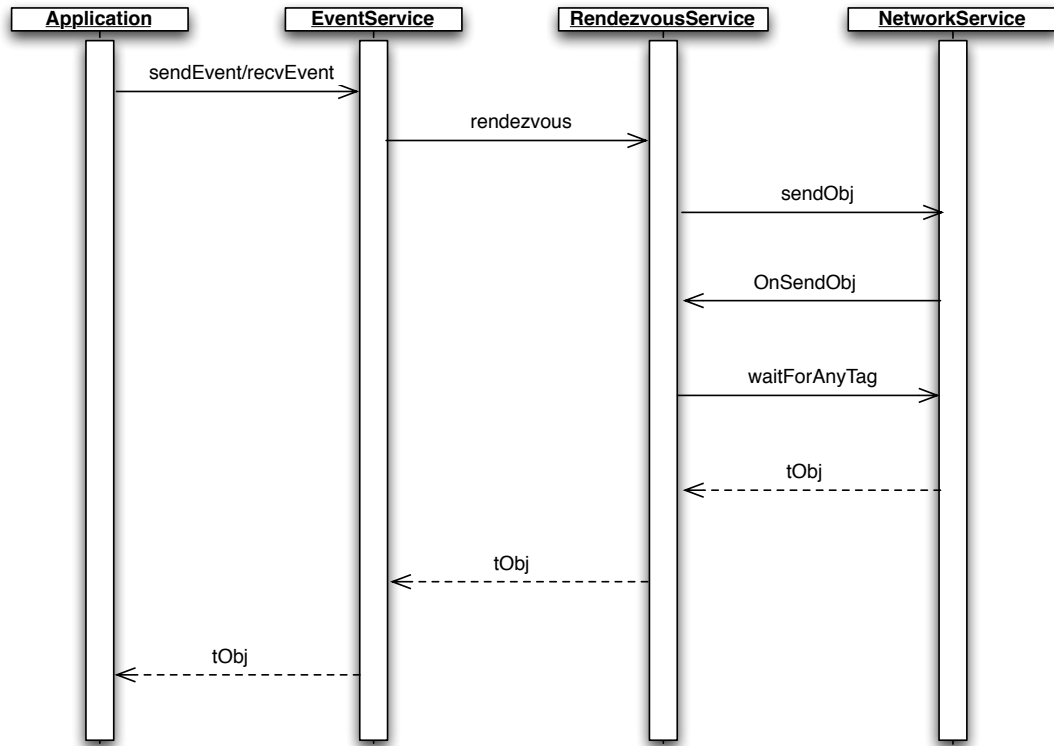 Application
EventService
RendezvousService
NetworkService
sendEvent/recvEvent
rendezvous
sendObj
OnSendObj
waitForAnyTag
tObj
tObj
tObj